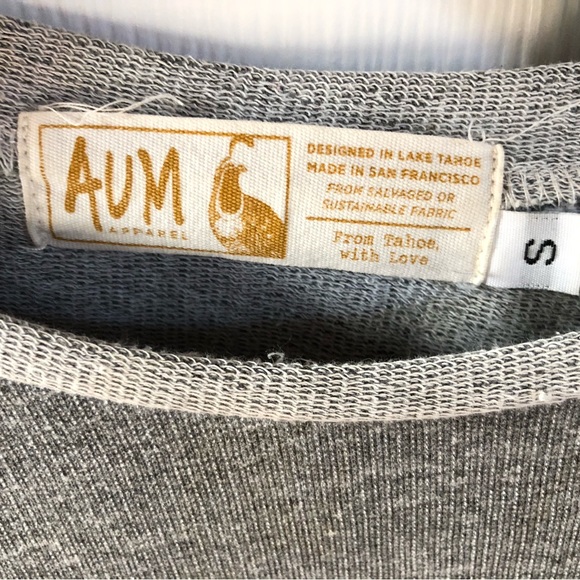 AUM
APPAREL
DESIGNED IN LAKE TAHOE
MADE IN SAN FRANCISCO
FROM SALVAGED OR
SUSTAINABLE FABRIC
From Tahoe,
with Love
S